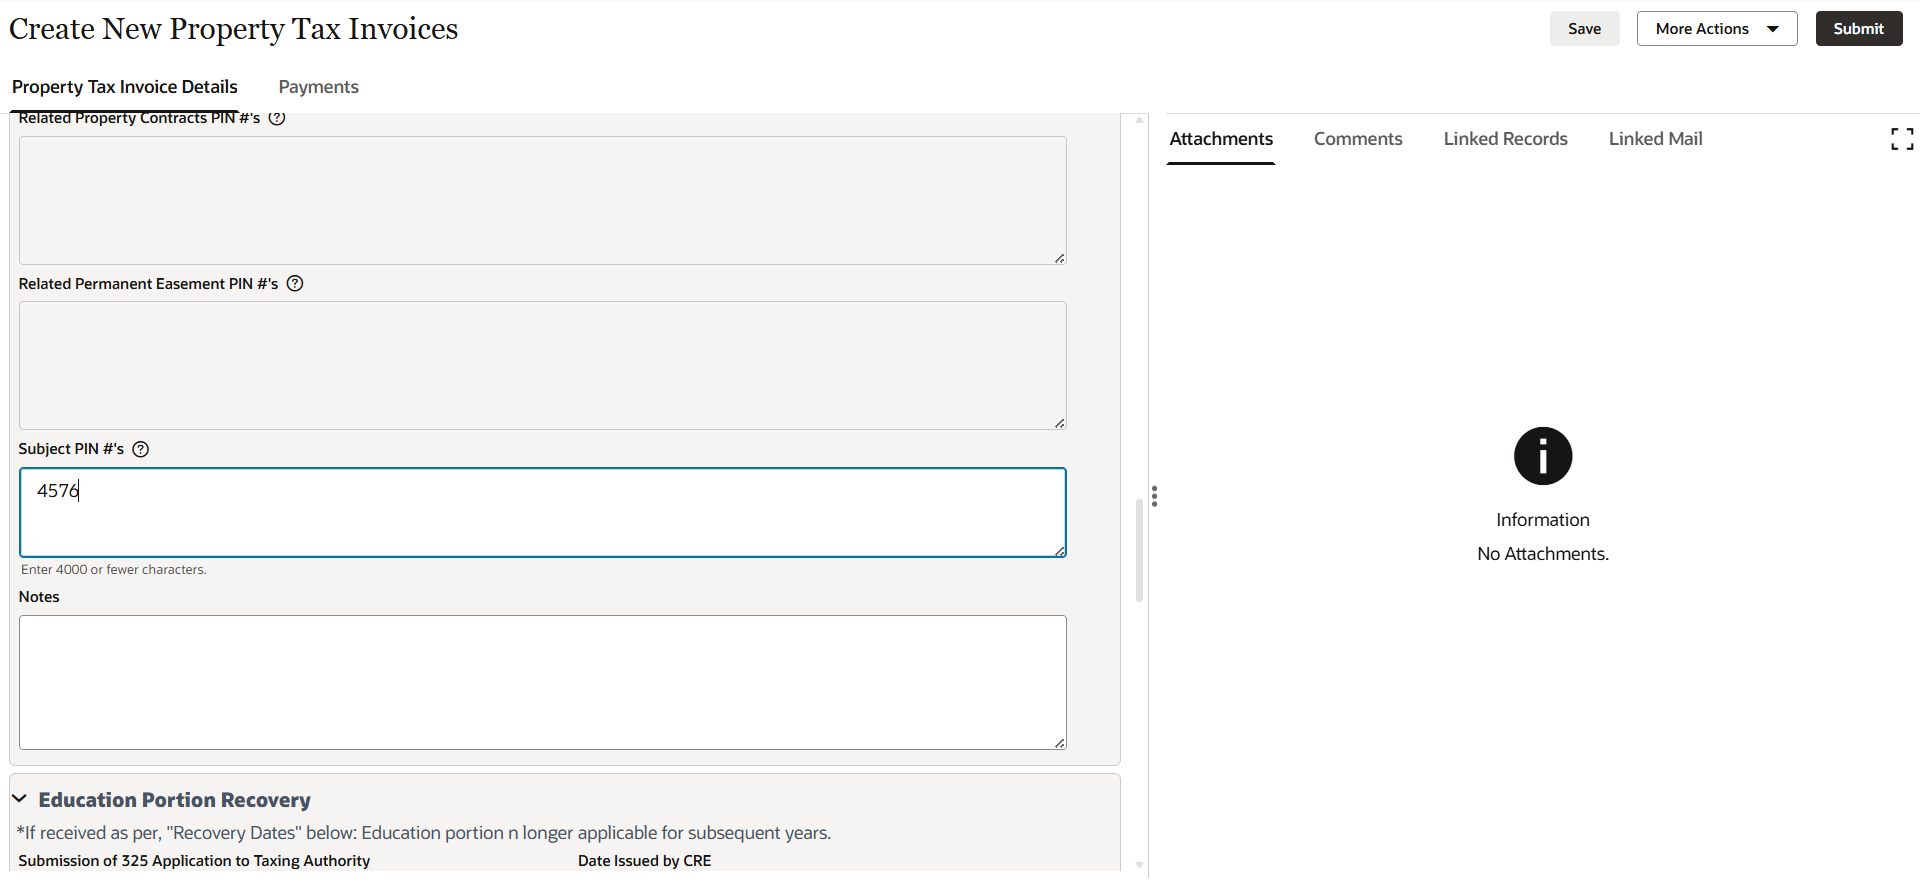 Create New Property Tax Invoices
Save
More Actions
Submit
Property Tax Invoice Details
Payments
Related Property Contracts PIN #'s
Related Permanent Easement PIN #'s
Subject PIN #'s
4576
Enter 4000 or fewer characters.
Notes
Education Portion Recovery
*If received as per, "Recovery Dates" below: Education portion n longer applicable for subsequent years.
Submission of 325 Application to Taxing Authority
Date Issued by CRE
Attachments
Comments
Linked Records
Linked Mail
Information
No Attachments.